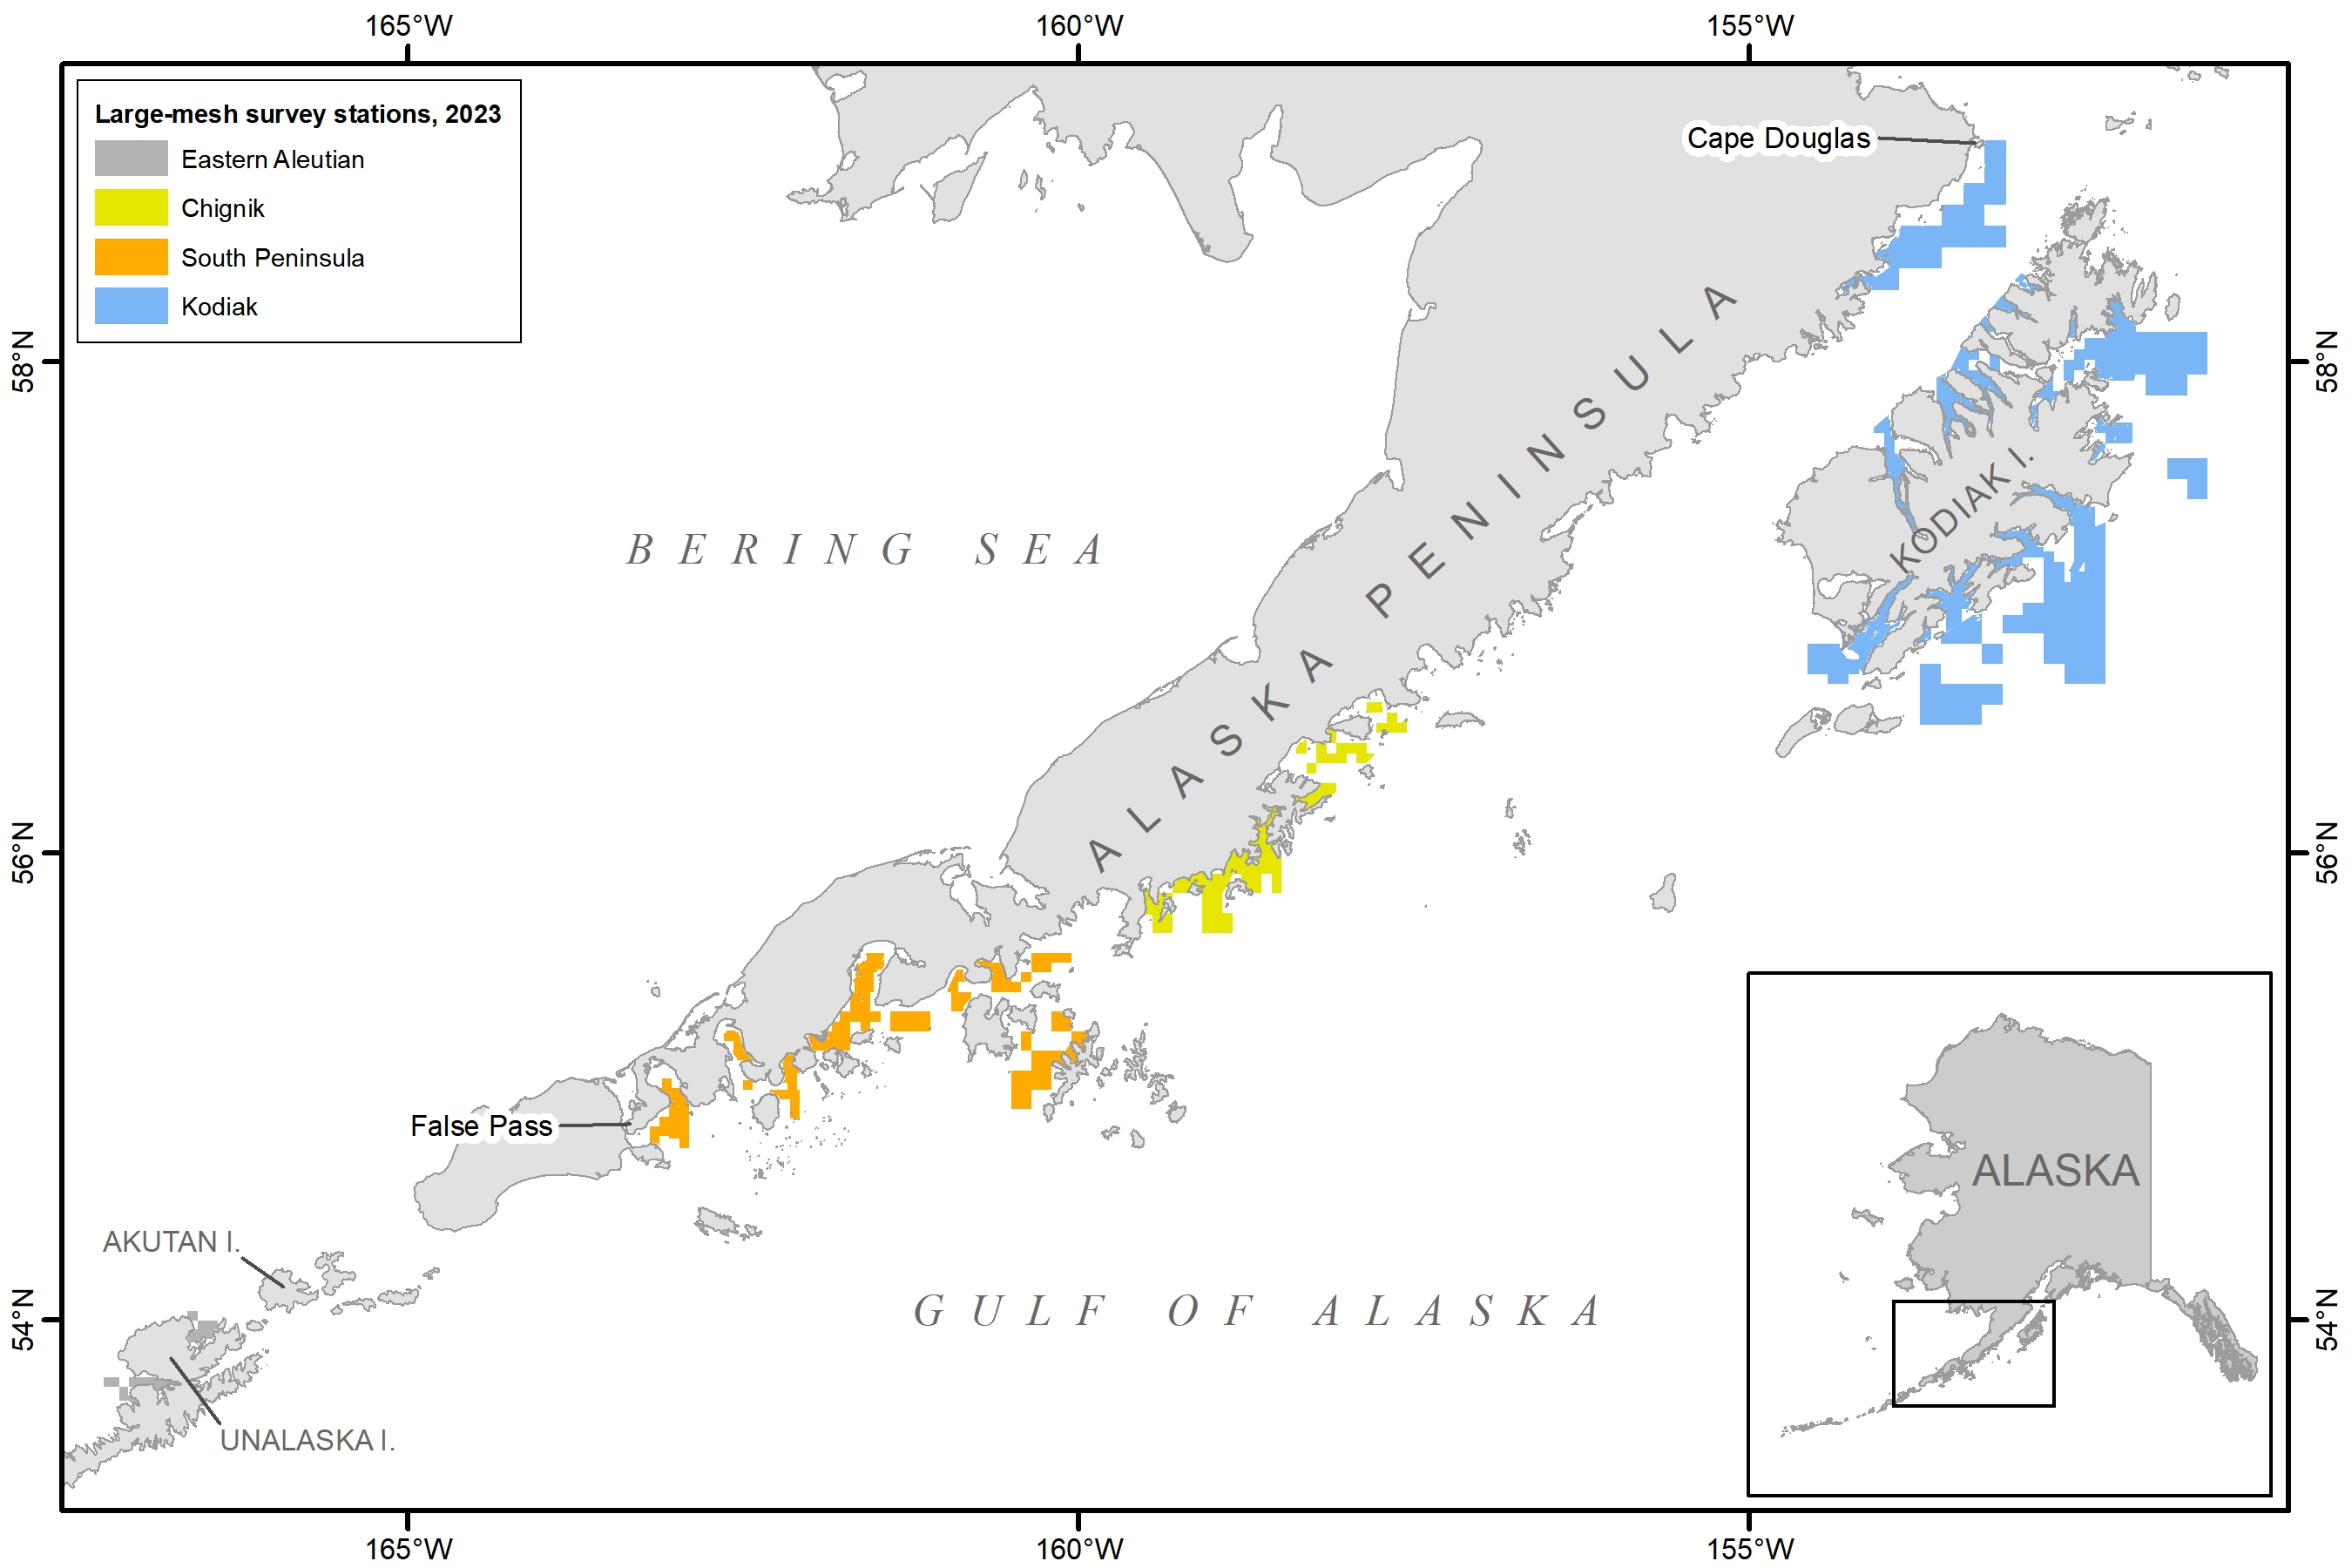 165°W
160°W
155°W
Large-mesh survey stations, 2023
Eastern Aleutian
Chignik
South Peninsula
Kodiak
Cape Douglas
58°N
58°N
ALASKA PENINSULA
KODIAK I.
BERING SEA
56°N
56°N
False Pass
ALASKA
AKUTAN I.
GULF OF ALASKA
54°N
54°N
UNALASKA I.
165°W
160°W
155°W